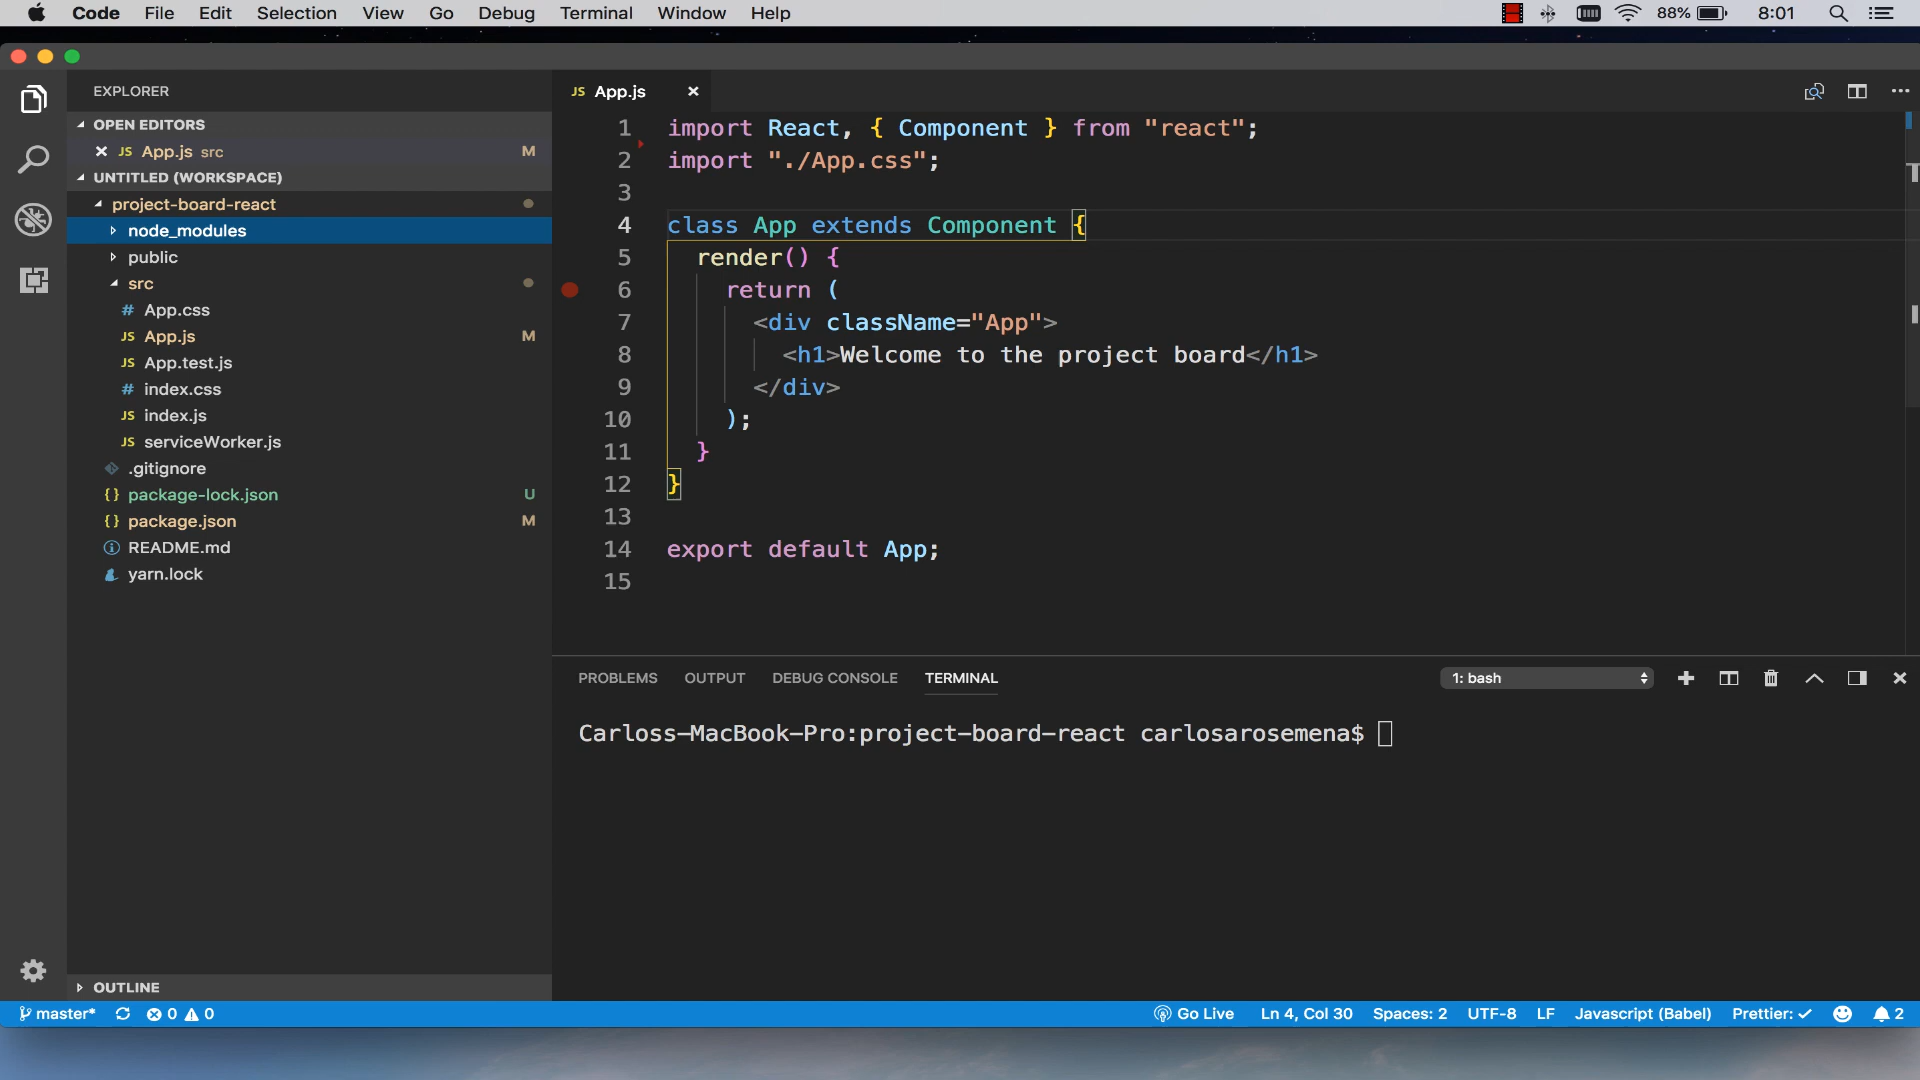 Code File Edit Selection View Go Debug Terminal Window Help 88% 8:01
EXPLORER
OPEN EDITORS
JS App.js src M
UNTITLED (WORKSPACE)
project-board-react
node_modules
public
src
# App.css
JS App.js M
JS App.test.js
# index.css
JS index.js
JS serviceWorker.js
.gitignore
{} package-lock.json U
{} package.json M
README.md
yarn.lock
OUTLINE
JS App.js
1 import React, { Component } from "react";
2 import "./App.css";
3
4 class App extends Component {
5 render() {
6 return (
7 <div className="App">
8 <h1>Welcome to the project board</h1>
9 </div>
10 );
11 }
12 }
13
14 export default App;
15
PROBLEMS OUTPUT DEBUG CONSOLE TERMINAL 1: bash
Carloss-MacBook-Pro:project-board-react carlosarosemena$
master* 0 0 Go Live Ln 4, Col 30 Spaces: 2 UTF-8 LF Javascript (Babel) Prettier: ✓ 2